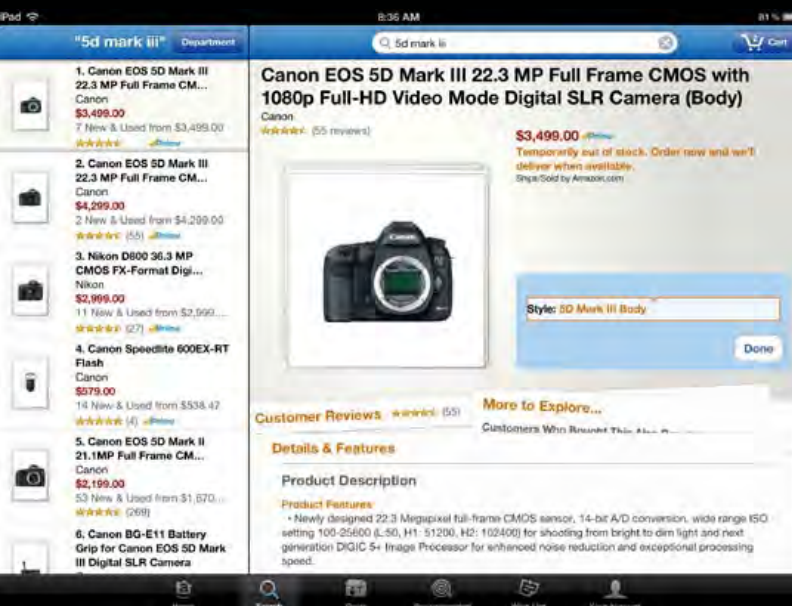 iPad
8:36 AM
81%
"5d mark iii"
Department
5d mark iii
Cart
1. Canon EOS 5D Mark III
22.3 MP Full Frame CM...
Canon
$3,499.00
7 New & Used from $3,499.00
Prime
2. Canon EOS 5D Mark III
22.3 MP Full Frame CM...
Canon
$4,299.00
2 New & Used from $4,299.00
(55) Prime
3. Nikon D800 36.3 MP
CMOS FX-Format Digi...
Nikon
$2,999.00
11 New & Used from $2,999....
(27) Prime
4. Canon Speedlite 600EX-RT
Flash
Canon
$579.00
14 New & Used from $538.47
(4) Prime
5. Canon EOS 5D Mark II
21.1MP Full Frame CM...
Canon
$2,199.00
53 New & Used from $1,670....
(269)
6. Canon BG-E11 Battery
Grip for Canon EOS 5D Mark
III Digital SLR Camera
Canon EOS 5D Mark III 22.3 MP Full Frame CMOS with
1080p Full-HD Video Mode Digital SLR Camera (Body)
Canon
(55 reviews)
$3,499.00 Prime
Temporarily out of stock. Order now and we'll
deliver when available.
Ships/Sold by Amazon.com
Canon
Style: 5D Mark III Body
Done
Customer Reviews (55)
More to Explore...
Customers Who Bought This Also
Details & Features
Product Description
Product Features
• Newly designed 22.3 Megapixel full-frame CMOS sensor, 14-bit A/D conversion, wide range ISO
setting 100-25600 (L:50, H1: 51200, H2: 102400) for shooting from bright to dim light and next
generation DIGIC 5+ Image Processor for enhanced noise reduction and exceptional processing
speed.